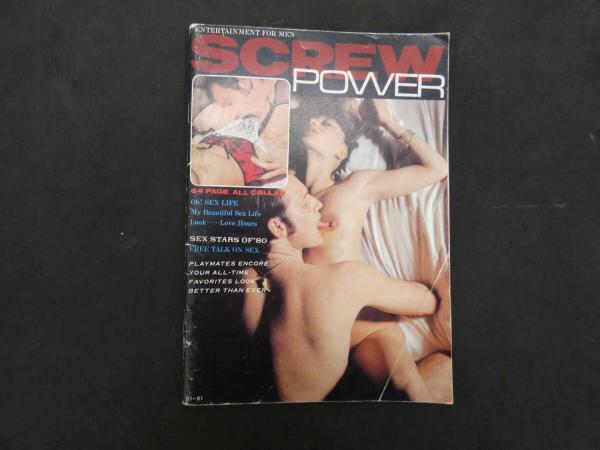 ENTERTAINMENT FOR MEN
SCREW
POWER
64 PAGE ALL COLLAR
Oh! SEX LIFE
My Beautiful Sex Life
Look······Love Hours
SEX STARS OF '80
FREE TALK ON SEX
PLAYMATES ENCORE
YOUR ALL-TIME
FAVORITES LOOK
BETTER THAN EVER